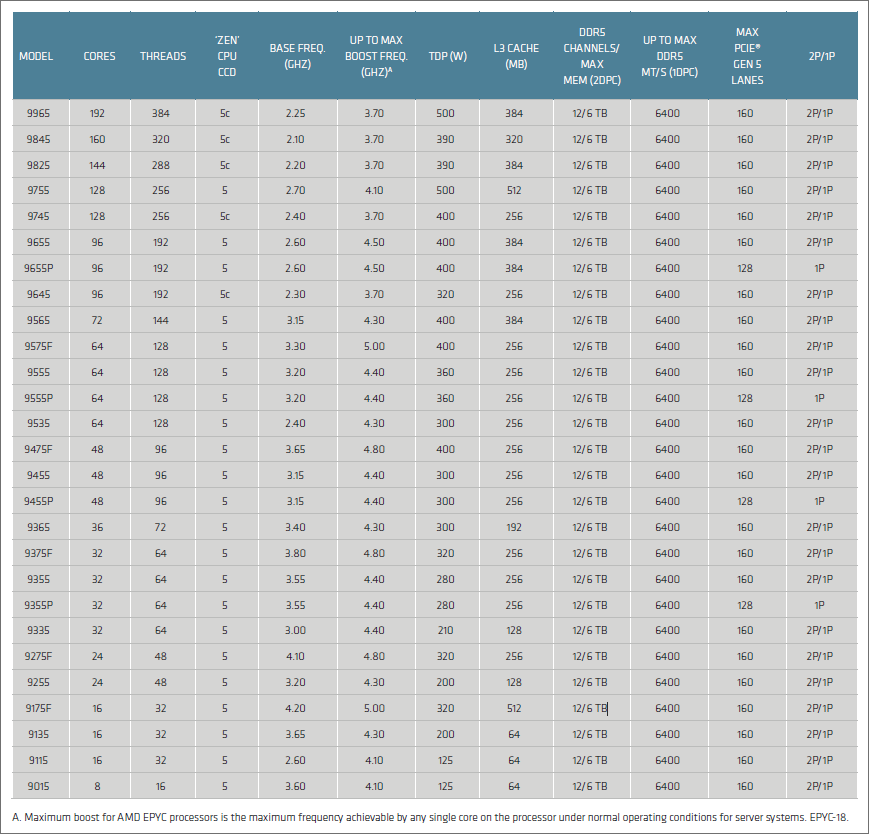 MODEL CORES THREADS 'ZEN' CPU CCD BASE FREQ. (GHZ) UP TO MAX BOOST FREQ. (GHZ)ᴬ TDP (W) L3 CACHE (MB) DDR5 CHANNELS/ MAX MEM (2DPC) UP TO MAX DDR5 MT/S (1DPC) MAX PCIE® GEN 5 LANES 2P/1P
9965 192 384 5c 2.25 3.70 500 384 12/6 TB 6400 160 2P/1P
9845 160 320 5c 2.10 3.70 390 320 12/6 TB 6400 160 2P/1P
9825 144 288 5c 2.20 3.70 390 384 12/6 TB 6400 160 2P/1P
9755 128 256 5 2.70 4.10 500 512 12/6 TB 6400 160 2P/1P
9745 128 256 5c 2.40 3.70 400 256 12/6 TB 6400 160 2P/1P
9655 96 192 5 2.60 4.50 400 384 12/6 TB 6400 160 2P/1P
9655P 96 192 5 2.60 4.50 400 384 12/6 TB 6400 128 1P
9645 96 192 5c 2.30 3.70 320 256 12/6 TB 6400 160 2P/1P
9565 72 144 5 3.15 4.30 400 384 12/6 TB 6400 160 2P/1P
9575F 64 128 5 3.30 5.00 400 256 12/6 TB 6400 160 2P/1P
9555 64 128 5 3.20 4.40 360 256 12/6 TB 6400 160 2P/1P
9555P 64 128 5 3.20 4.40 360 256 12/6 TB 6400 128 1P
9535 64 128 5 2.40 4.30 300 256 12/6 TB 6400 160 2P/1P
9475F 48 96 5 3.65 4.80 400 256 12/6 TB 6400 160 2P/1P
9455 48 96 5 3.15 4.40 300 256 12/6 TB 6400 160 2P/1P
9455P 48 96 5 3.15 4.40 300 256 12/6 TB 6400 128 1P
9365 36 72 5 3.40 4.30 300 192 12/6 TB 6400 160 2P/1P
9375F 32 64 5 3.80 4.80 320 256 12/6 TB 6400 160 2P/1P
9355 32 64 5 3.55 4.40 280 256 12/6 TB 6400 160 2P/1P
9355P 32 64 5 3.55 4.40 280 256 12/6 TB 6400 128 1P
9335 32 64 5 3.00 4.40 210 128 12/6 TB 6400 160 2P/1P
9275F 24 48 5 4.10 4.80 320 256 12/6 TB 6400 160 2P/1P
9255 24 48 5 3.20 4.30 200 128 12/6 TB 6400 160 2P/1P
9175F 16 32 5 4.20 5.00 320 512 12/6 TB 6400 160 2P/1P
9135 16 32 5 3.65 4.30 200 64 12/6 TB 6400 160 2P/1P
9115 16 32 5 2.60 4.10 125 64 12/6 TB 6400 160 2P/1P
9015 8 16 5 3.60 4.10 125 64 12/6 TB 6400 160 2P/1P
A. Maximum boost for AMD EPYC processors is the maximum frequency achievable by any single core on the processor under normal operating conditions for server systems. EPYC-18.